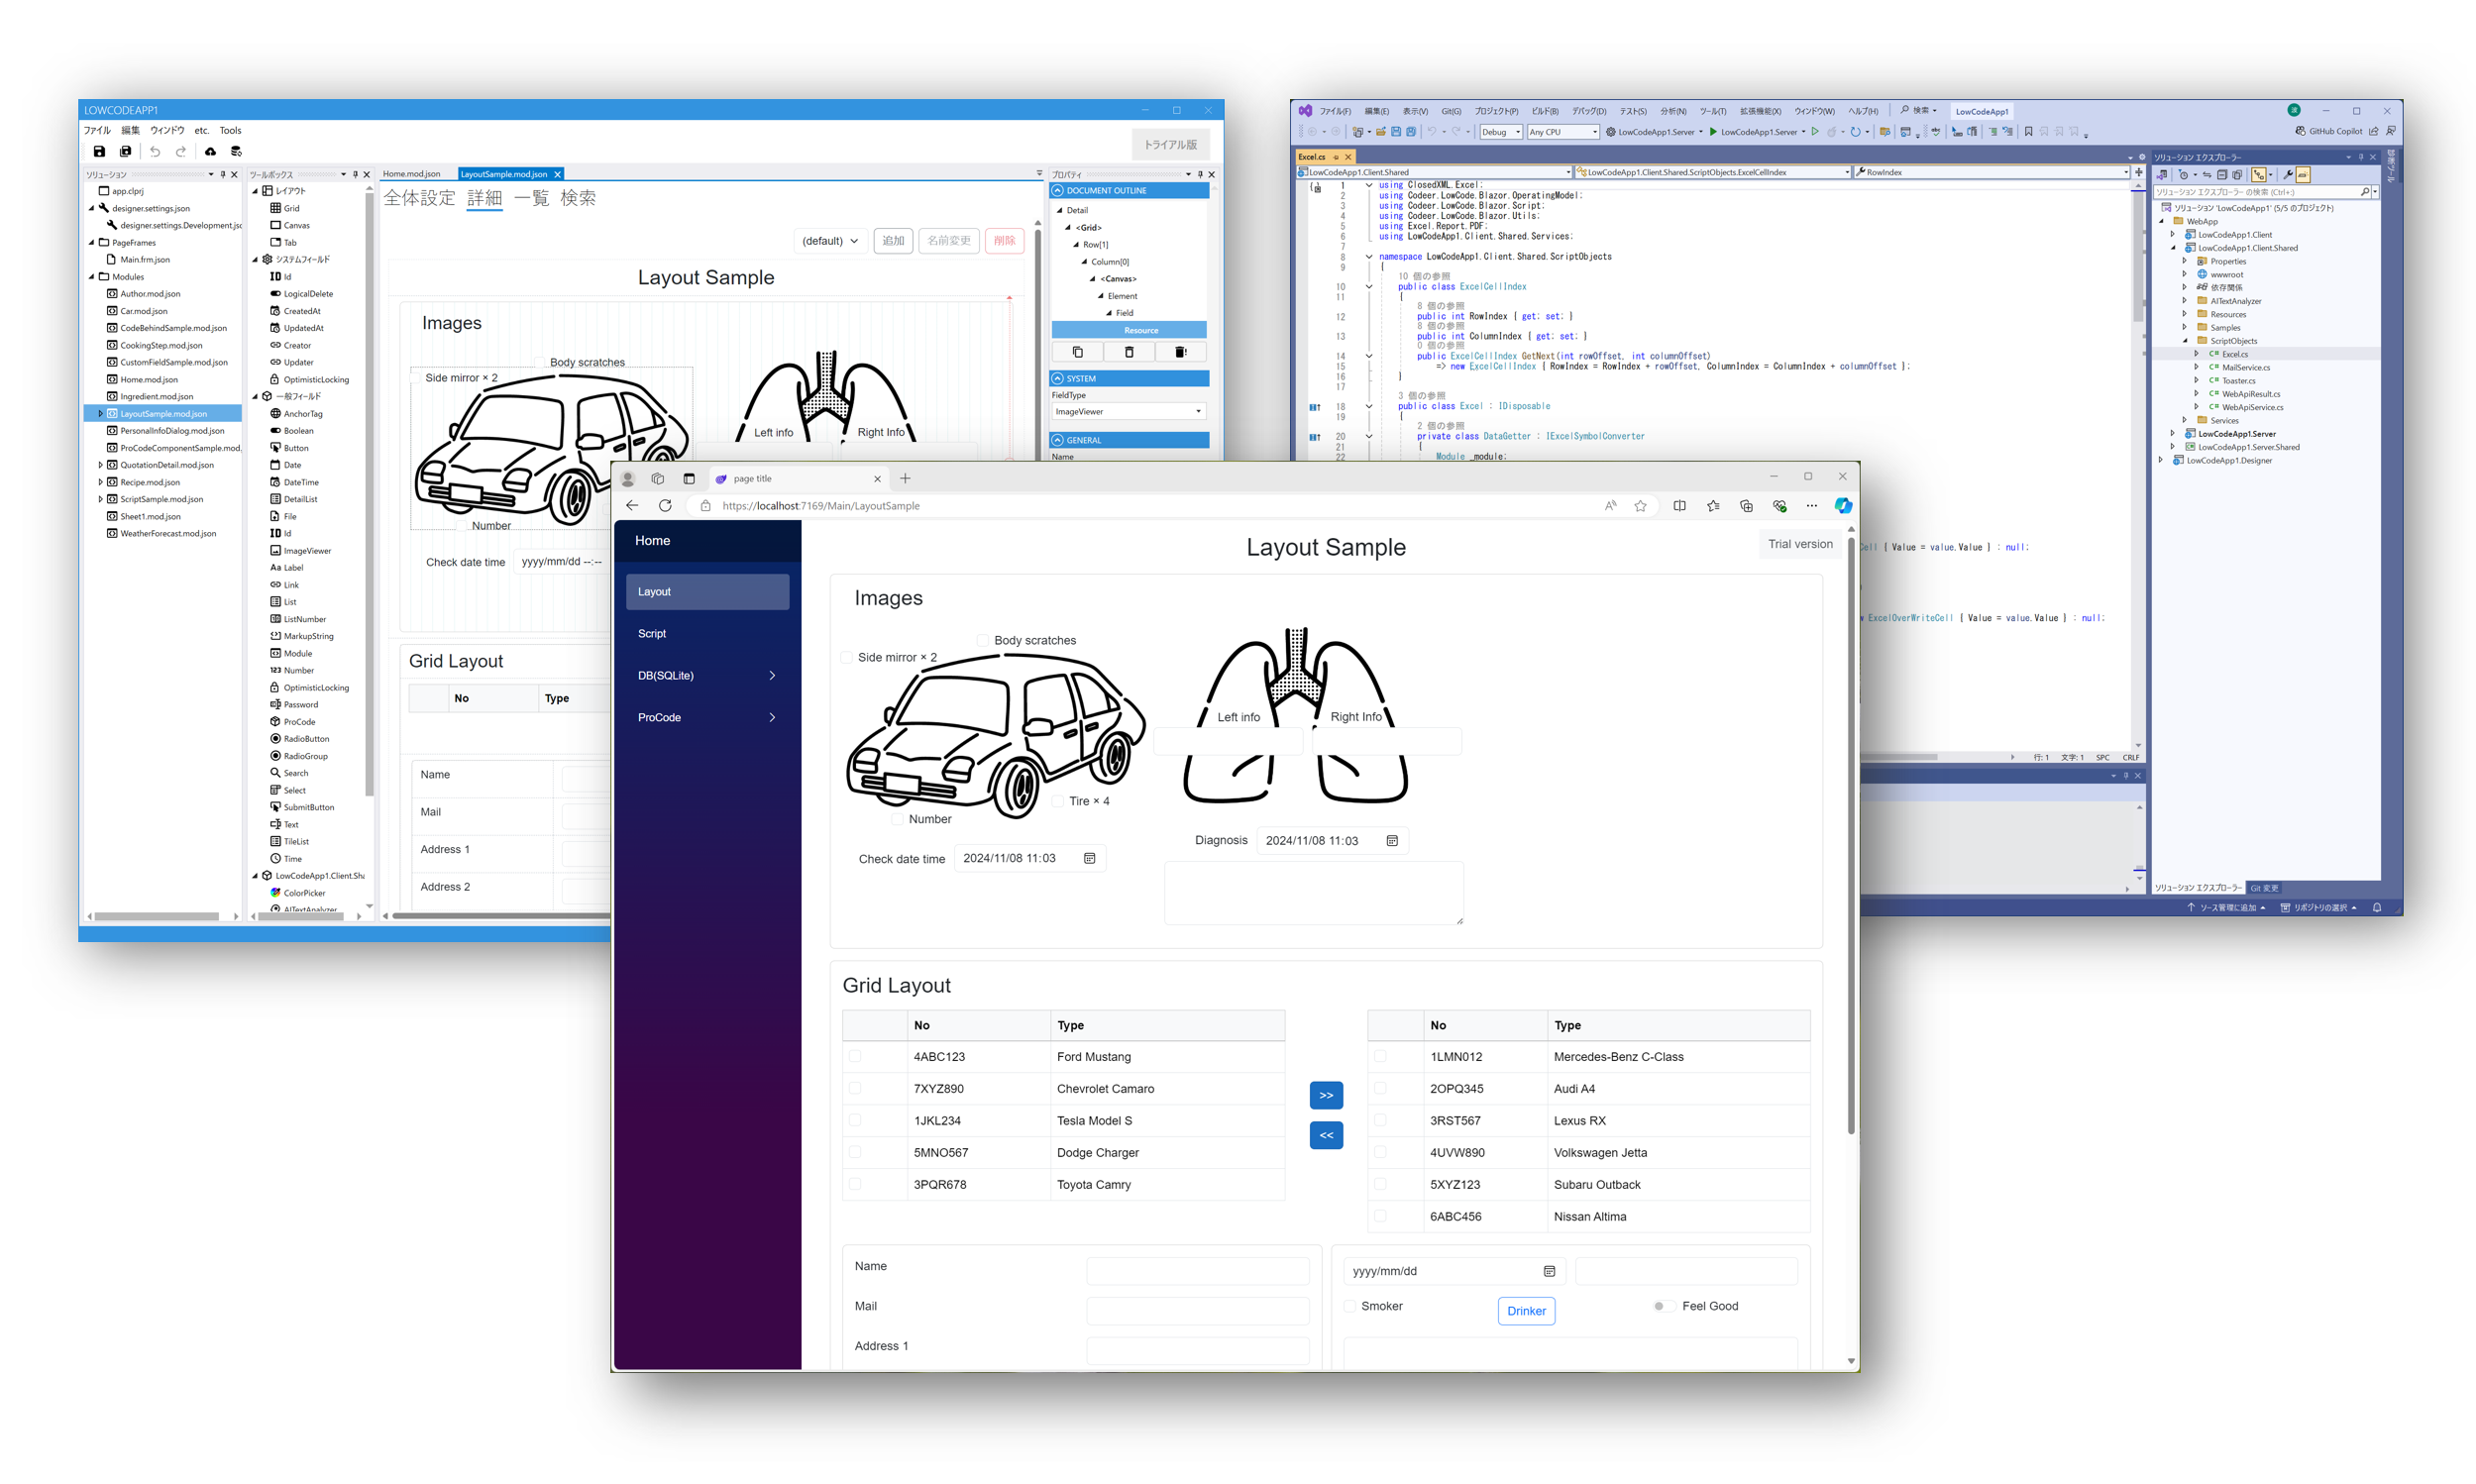 LOWCODEAPP1
ファイル 編集 ウィンドウ etc. Tools
トライアル版
ソリューション
app.clprj
designer.settings.json
designer.settings.Development.jsc
PageFrames
Main.frm.json
Modules
Author.mod.json
Car.mod.json
CodeBehindSample.mod.json
CookingStep.mod.json
CustomFieldSample.mod.json
Home.mod.json
Ingredient.mod.json
LayoutSample.mod.json
PersonalInfoDialog.mod.json
ProCodeComponentSample.mod.
QuotationDetail.mod.json
Recipe.mod.json
ScriptSample.mod.json
Sheet1.mod.json
WeatherForecast.mod.json
ツールボックス
レイアウト
Grid
Canvas
Tab
システムフィールド
Id
LogicalDelete
CreatedAt
UpdatedAt
Creator
Updater
OptimisticLocking
一般フィールド
AnchorTag
Boolean
Button
Date
DateTime
DetailList
File
Id
ImageViewer
Label
Link
List
ListNumber
MarkupString
Module
Number
OptimisticLocking
Password
ProCode
RadioButton
RadioGroup
Search
Select
SubmitButton
Text
TileList
Time
LowCodeApp1.Client.Sha
ColorPicker
AITextAnalyzer
Home.mod.json LayoutSample.mod.json
全体設定 詳細 一覧 検索
(default) 追加 名前変更 削除
Layout Sample
Images
Body scratches
Side mirror × 2
Left info Right Info
Number
Check date time yyyy/mm/dd --:--
Grid Layout
No Type
Name
Mail
Address 1
Address 2
プロパティ
DOCUMENT OUTLINE
Detail
<Grid>
Row[1]
Column[0]
<Canvas>
Element
Field
Resource
SYSTEM
FieldType
ImageViewer
GENERAL
Name
ファイル(F) 編集(E) 表示(V) Git(G) プロジェクト(P) ビルド(B) デバッグ(D) テスト(S) 分析(N) ツール(T) 拡張機能(X) ウィンドウ(W) ヘルプ(H) 検索 LowCodeApp1
Debug Any CPU LowCodeApp1.Server LowCodeApp1.Server GitHub Copilot
Excel.cs
LowCodeApp1.Client.Shared LowCodeApp1.Client.Shared.ScriptObjects.ExcelCellIndex RowIndex
1 using ClosedXML.Excel;
2 using Codeer.LowCode.Blazor.OperatingModel;
3 using Codeer.LowCode.Blazor.Script;
4 using Codeer.LowCode.Blazor.Utils;
5 using Excel.Report.PDF;
6 using LowCodeApp1.Client.Shared.Services;
7
8 namespace LowCodeApp1.Client.Shared.ScriptObjects
9 {
10 個の参照
10 public class ExcelCellIndex
11 {
8 個の参照
12 public int RowIndex { get; set; }
8 個の参照
13 public int ColumnIndex { get; set; }
0 個の参照
14 public ExcelCellIndex GetNext(int rowOffset, int columnOffset)
15 => new ExcelCellIndex { RowIndex = RowIndex + rowOffset, ColumnIndex = ColumnIndex + columnOffset };
16 }
17
3 個の参照
18 public class Excel : IDisposable
19 {
2 個の参照
20 private class DataGetter : IExcelSymbolConverter
21 {
22 Module _module;
Cell { Value = value.Value } : null;
ExcelOverWriteCell { Value = value.Value } : null;
行: 1 文字: 1 SPC CRLF
ソリューション エクスプローラー
ソリューション エクスプローラー の検索 (Ctrl+;)
ソリューション 'LowCodeApp1' (5/5 のプロジェクト)
WebApp
LowCodeApp1.Client
LowCodeApp1.Client.Shared
Properties
wwwroot
依存関係
AITextAnalyzer
Resources
Samples
ScriptObjects
C# Excel.cs
C# MailService.cs
C# Toaster.cs
C# WebApiResult.cs
C# WebApiService.cs
Services
LowCodeApp1.Server
LowCodeApp1.Server.Shared
LowCodeApp1.Designer
ソリューション エクスプローラー Git 変更
ソース管理に追加 リポジトリの選択
page title
https://localhost:7169/Main/LayoutSample
Home
Layout
Script
DB(SQLite)
ProCode
Trial version
Layout Sample
Images
Body scratches
Side mirror × 2
Left info Right Info
Tire × 4
Number
Diagnosis 2024/11/08 11:03
Check date time 2024/11/08 11:03
Grid Layout
No Type
4ABC123 Ford Mustang
7XYZ890 Chevrolet Camaro
1JKL234 Tesla Model S
5MNO567 Dodge Charger
3PQR678 Toyota Camry
>>
<<
No Type
1LMN012 Mercedes-Benz C-Class
2OPQ345 Audi A4
3RST567 Lexus RX
4UVW890 Volkswagen Jetta
5XYZ123 Subaru Outback
6ABC456 Nissan Altima
Name
Mail
Address 1
yyyy/mm/dd
Smoker Drinker Feel Good